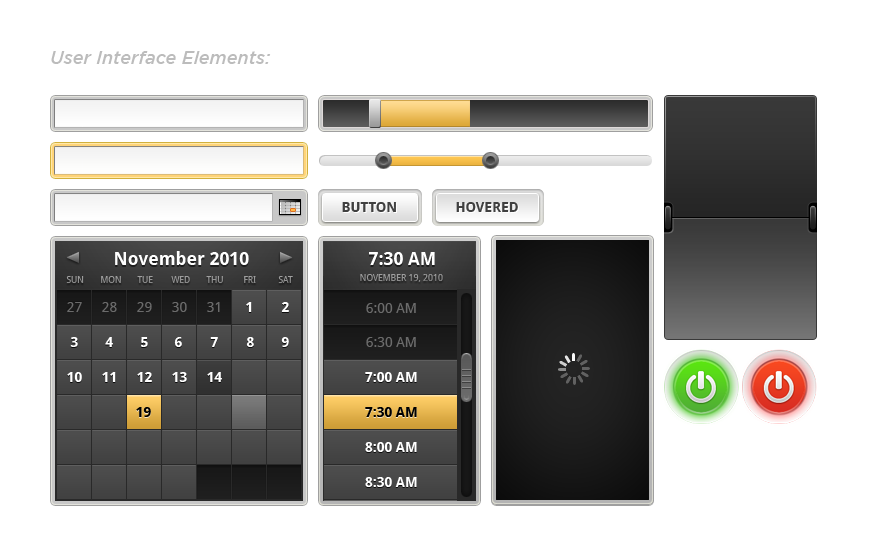 User Interface Elements:
BUTTON
HOVERED
November 2010
SUN MON TUE WED THU FRI SAT
27 28 29 30 31 1 2
3 4 5 6 7 8 9
10 11 12 13 14
19
7:30 AM
NOVEMBER 19, 2010
6:00 AM
6:30 AM
7:00 AM
7:30 AM
8:00 AM
8:30 AM